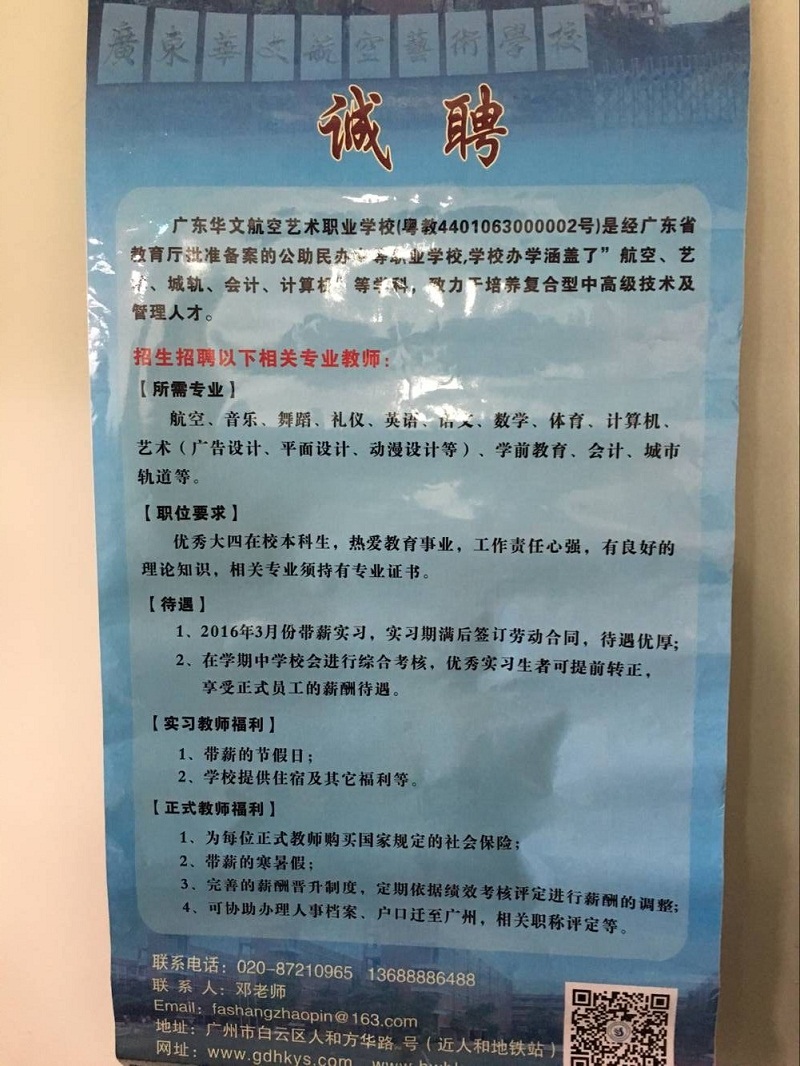 廣東華文航空藝術學校
诚 聘
广东华文航空艺术职业学校(粤教4401063000002号)是经广东省
教育厅批准备案的公助民办中等职业学校,学校办学涵盖了”航空、艺
术、城轨、会计、计算机”等学科，致力于培养复合型中高级技术及
管理人才。
招生招聘以下相关专业教师：
【所需专业】
航空、音乐、舞蹈、礼仪、英语、语文、数学、体育、计算机、
艺术（广告设计、平面设计、动漫设计等）、学前教育、会计、城市
轨道等。
【职位要求】
优秀大四在校本科生，热爱教育事业，工作责任心强，有良好的
理论知识，相关专业须持有专业证书。
【待遇】
1、2016年3月份带薪实习，实习期满后签订劳动合同，待遇优厚；
2、在学期中学校会进行综合考核，优秀实习生者可提前转正，
享受正式员工的薪酬待遇。
【实习教师福利】
1、带薪的节假日；
2、学校提供住宿及其它福利等。
【正式教师福利】
1、为每位正式教师购买国家规定的社会保险；
2、带薪的寒暑假；
3、完善的薪酬晋升制度，定期依据绩效考核评定进行薪酬的调整；
4、可协助办理人事档案、户口迁至广州，相关职称评定等。
联系电话：020-87210965 13688886488
联 系 人：邓老师
Email：fashangzhaopin@163.com
地址：广州市白云区人和方华路 号（近人和地铁站）
网址：www.gdhkys.com